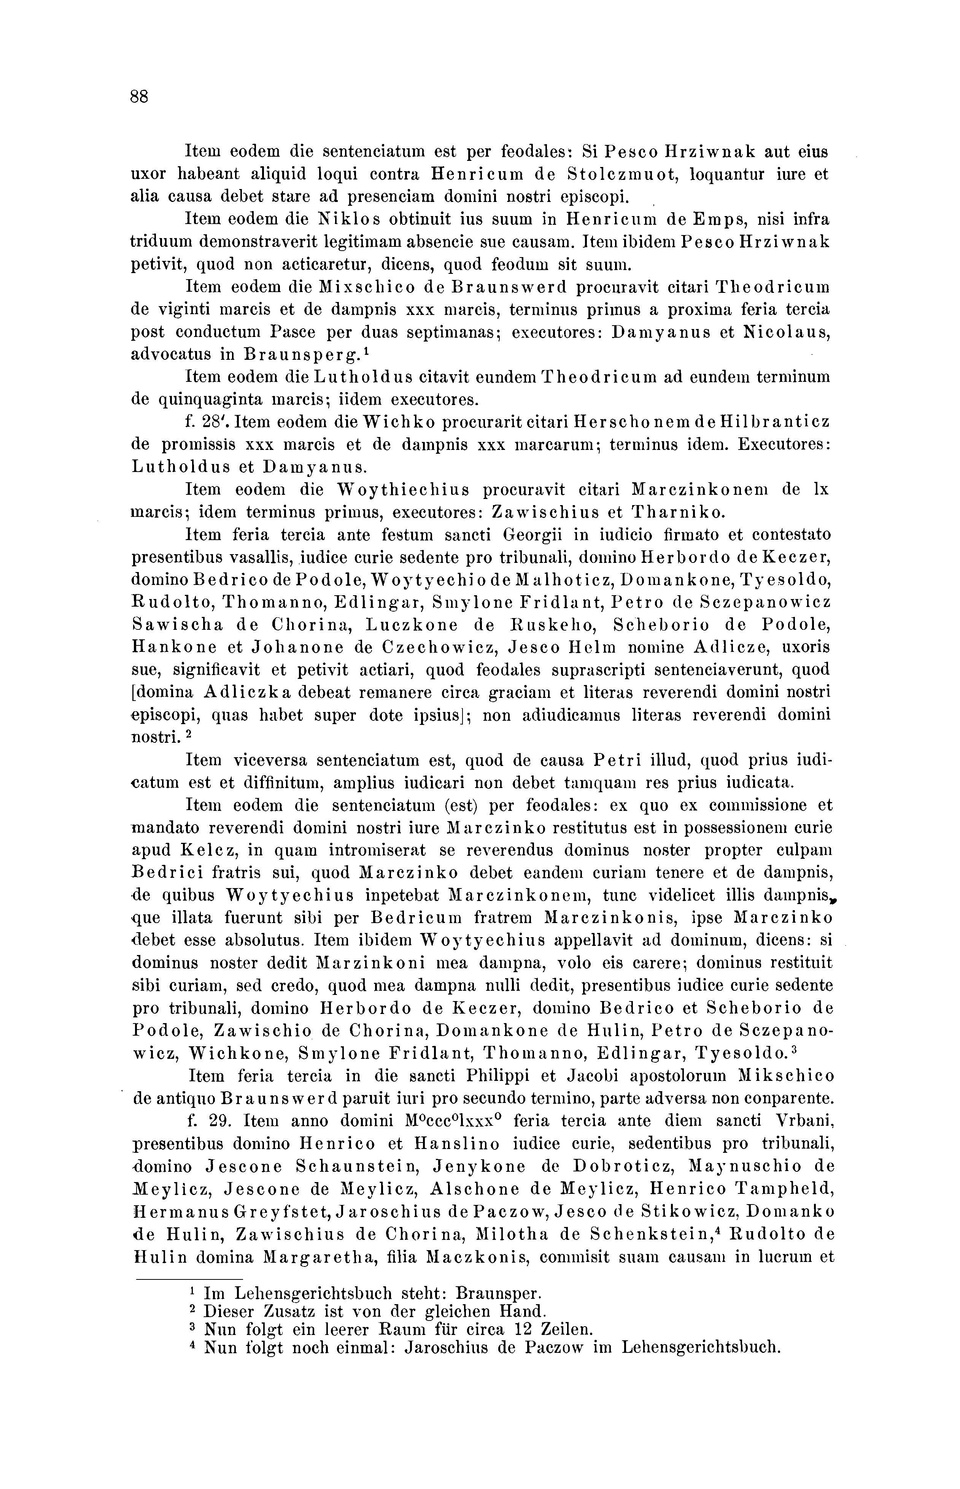 88
Item eodem die sentenciatum est per feodales: Si Pesco Hrziwnak aut eius
uxor habeant aliquid loqui contra Henricum de Stolczmuot, loquantur iure et
alia causa debet stare ad presenciam domini nostri episcopi.
Item eodem die Niklos obtinuit ius suum in Henricum de Emps, nisi infra
triduum demonstraverit legitimam absencie sue causam. Item ibidem Pesco Hrziwnak
petivit, quod non acticaretur, dicens, quod feodum sit suum.
Item eodem die Mixschico de Braunswerd procuravit citari Theodricum
de viginti marcis et de dampnis xxx marcis, terminus primus a proxima feria tercia
post conductum Pasce per duas septimanas; executores: Damyanus et Nicolaus,
advocatus in Braunsperg.¹
Item eodem die Lutholdus citavit eundem Theodricum ad eundem terminum
de quinquaginta marcis; iidem executores.
f. 28'. Item eodem die Wichko procurarit citari Herschonem de Hilbranticz
de promissis xxx marcis et de dampnis xxx marcarum; terminus idem. Executores:
Lutholdus et Damyanus.
Item eodem die Woythiechius procuravit citari Marczinkonem de lx
marcis; idem terminus primus, executores: Zawischius et Tharniko.
Item feria tercia ante festum sancti Georgii in iudicio firmato et contestato
presentibus vasallis, iudice curie sedente pro tribunali, domino Herbordo de Keczer,
domino Bedrico de Podole, Woytyechio de Malhoticz, Domankone, Tyesoldo,
Rudolto, Thomanno, Edlingar, Smylone Fridlant, Petro de Sczepanowicz
Sawischa de Chorina, Luczkone de Ruskeho, Scheborio de Podole,
Hankone et Johanone de Czechowicz, Jesco Helm nomine Adlicze, uxoris
sue, significavit et petivit actiari, quod feodales suprascripti sentenciaverunt, quod
[domina Adliczka debeat remanere circa graciam et literas reverendi domini nostri
episcopi, quas habet super dote ipsius]; non adiudicamus literas reverendi domini
nostri. ²
Item viceversa sentenciatum est, quod de causa Petri illud, quod prius iudi-
catum est et diffinitum, amplius iudicari non debet tamquam res prius iudicata.
Item eodem die sentenciatum (est) per feodales: ex quo ex commissione et
mandato reverendi domini nostri iure Marczinko restitutus est in possessionem curie
apud Kelcz, in quam intromiserat se reverendus dominus noster propter culpam
Bedrici fratris sui, quod Marczinko debet eandem curiam tenere et de dampnis,
de quibus Woytyechius inpetebat Marczinkonem, tunc videlicet illis dampnis,
que illata fuerunt sibi per Bedricum fratrem Marczinkonis, ipse Marczinko
debet esse absolutus. Item ibidem Woytyechius appellavit ad dominum, dicens: si
dominus noster dedit Marzinkoni mea dampna, volo eis carere; dominus restituit
sibi curiam, sed credo, quod mea dampna nulli dedit, presentibus iudice curie sedente
pro tribunali, domino Herbordo de Keczer, domino Bedrico et Scheborio de
Podole, Zawischio de Chorina, Domankone de Hulin, Petro de Sczepano-
wicz, Wichkone, Smylone Fridlant, Thomanno, Edlingar, Tyesoldo.³
Item feria tercia in die sancti Philippi et Jacobi apostolorum Mikschico
de antiquo Braunswerd paruit iuri pro secundo termino, parte adversa non conparente.
f. 29. Item anno domini M⁰ccc⁰lxxx⁰ feria tercia ante diem sancti Vrbani,
presentibus domino Henrico et Hanslino iudice curie, sedentibus pro tribunali,
domino Jescone Schaunstein, Jenykone de Dobroticz, Maynuschio de
Meylicz, Jescone de Meylicz, Alschone de Meylicz, Henrico Tampheld,
Hermanus Greyfstet, Jaroschius de Paczow, Jesco de Stikowicz, Domanko
de Hulin, Zawischius de Chorina, Milotha de Schenkstein,⁴ Rudolto de
Hulin domina Margaretha, filia Maczkonis, commisit suam causam in lucrum et
¹ Im Lehensgerichtsbuch steht: Braunsper.
² Dieser Zusatz ist von der gleichen Hand.
³ Nun folgt ein leerer Raum für circa 12 Zeilen.
⁴ Nun folgt noch einmal: Jaroschius de Paczow im Lehensgerichtsbuch.